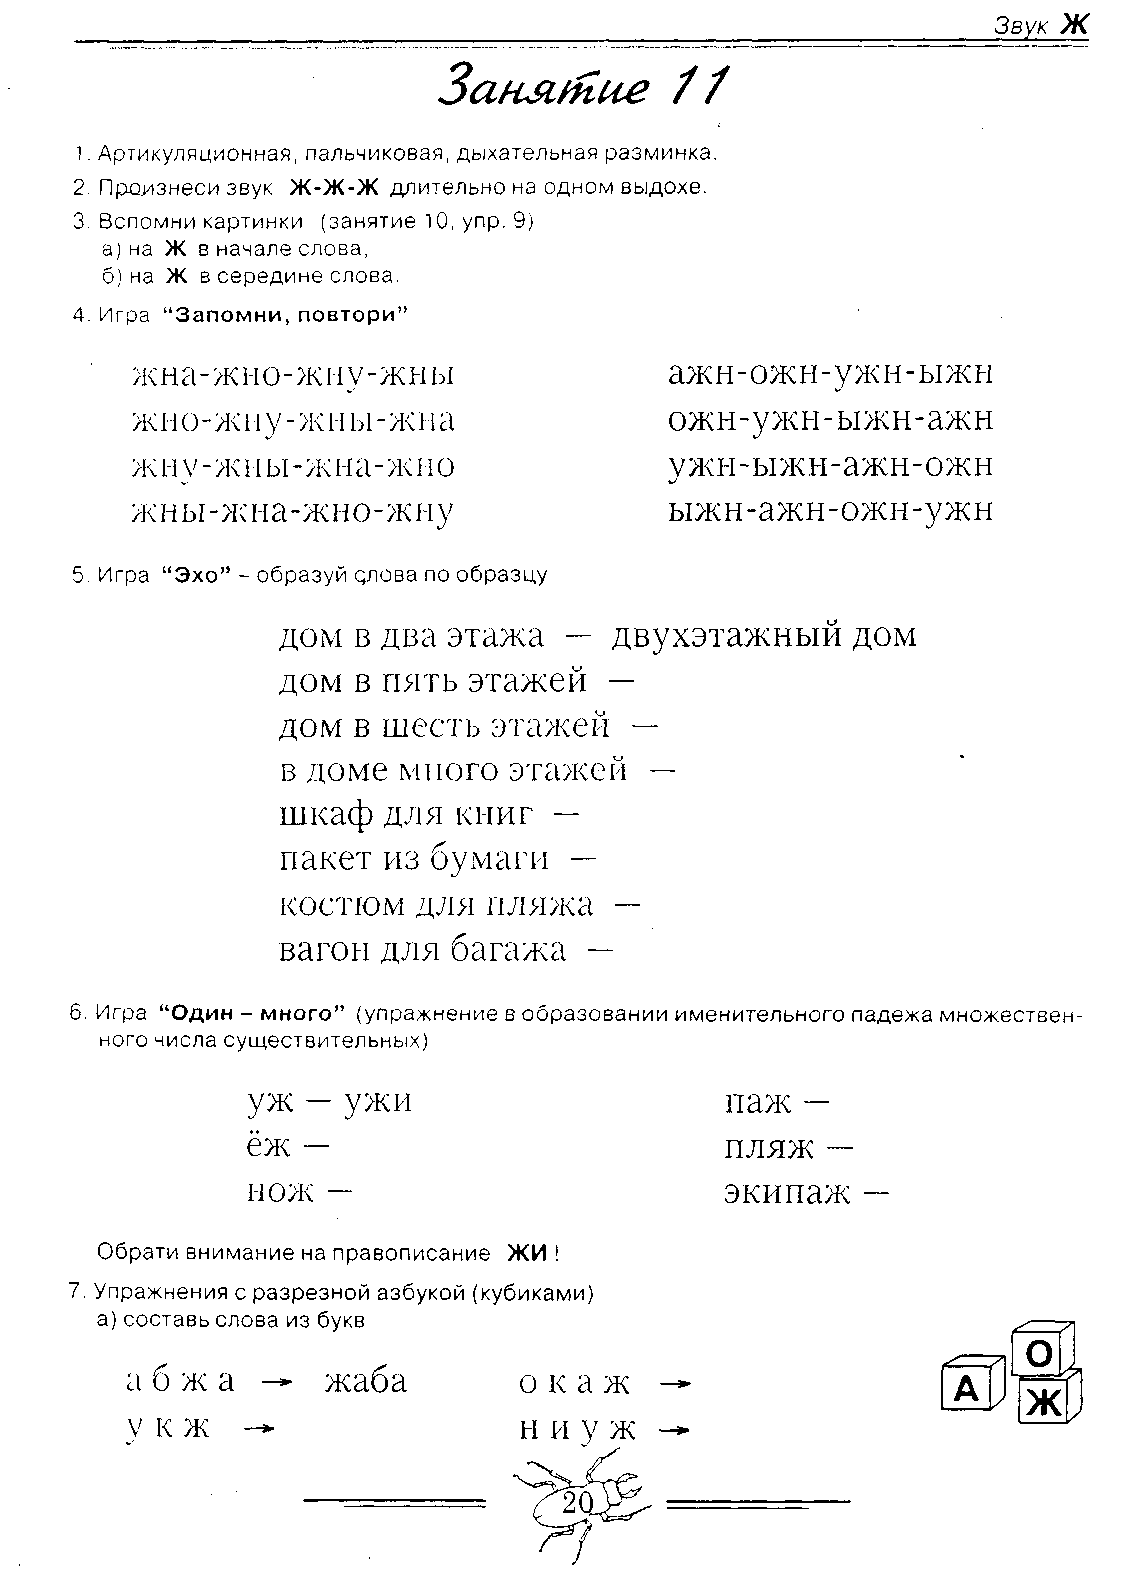 Звук Ж
Занятие 11
1. Артикуляционная, пальчиковая, дыхательная разминка.
2. Произнеси звук Ж-Ж-Ж длительно на одном выдохе.
3. Вспомни картинки (занятие 10, упр. 9)
а) на Ж в начале слова,
б) на Ж в середине слова.
4. Игра “Запомни, повтори”
жна-жно-жну-жны ажн-ожн-ужн-ыжн
жно-жну-жны-жна ожн-ужн-ыжн-ажн
жну-жны-жна-жно ужн-ыжн-ажн-ожн
жны-жна-жно-жну ыжн-ажн-ожн-ужн
5. Игра “Эхо” – образуй слова по образцу
дом в два этажа — двухэтажный дом
дом в пять этажей —
дом в шесть этажей —
в доме много этажей —
шкаф для книг —
пакет из бумаги —
костюм для пляжа —
вагон для багажа —
6. Игра “Один – много” (упражнение в образовании именительного падежа множествен-
ного числа существительных)
уж — ужи паж —
ёж — пляж —
нож — экипаж —
Обрати внимание на правописание ЖИ !
7. Упражнения с разрезной азбукой (кубиками)
а) составь слова из букв
а б ж а → жаба о к а ж →
у к ж → н и у ж →
О
А Ж
20